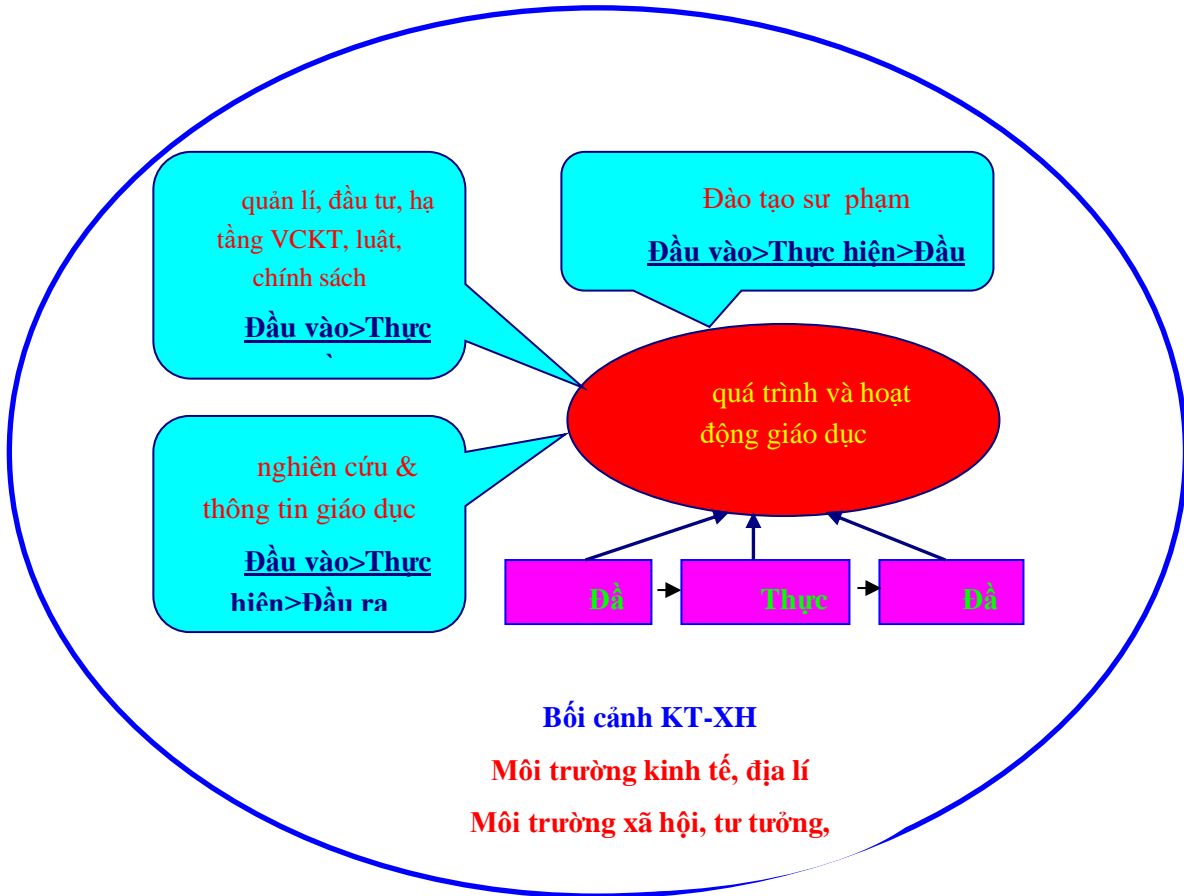 quản lí, đầu tư, hạ
tầng VCKT, luật,
chính sách
Đầu vào>Thực
Đào tạo sư phạm
Đầu vào>Thực hiện>Đầu
quá trình và hoạt
động giáo dục
nghiên cứu &
thông tin giáo dục
Đầu vào>Thực
hiện>Đầu ra
Đầ
Thực
Đầ
Bối cảnh KT-XH
Môi trường kinh tế, địa lí
Môi trường xã hội, tư tưởng,